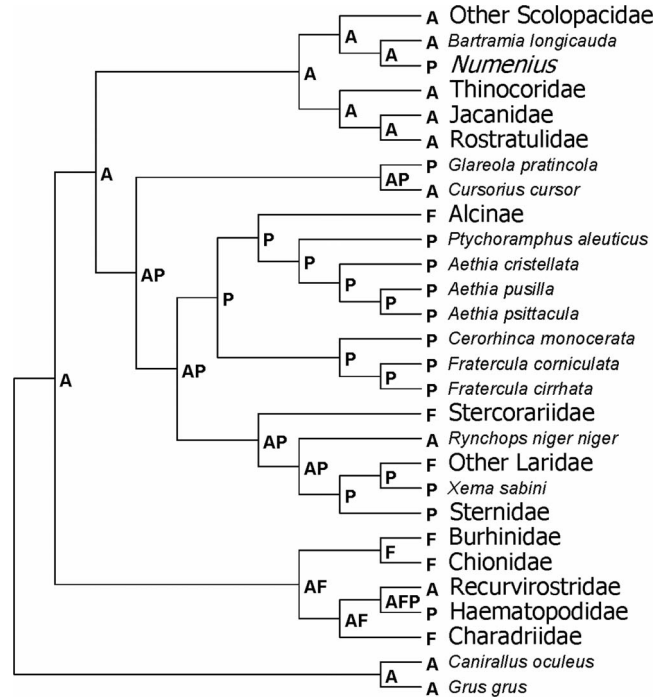 A Other Scolopacidae
A
A Bartramia longicauda
A
P Numenius
A
A Thinocoridae
A
A Jacanidae
A
A Rostratulidae
P Glareola pratincola
A
AP
A Cursorius cursor
F Alcinae
P
P Ptychoramphus aleuticus
P
P Aethia cristellata
AP
P
P Aethia pusilla
P
P
P Aethia psittacula
P Cerorhinca monocerata
P
AP
P Fratercula corniculata
P
A
P Fratercula cirrhata
F Stercorariidae
AP
A Rynchops niger niger
AP
F Other Laridae
P
P Xema sabini
P
P Sternidae
F Burhinidae
F
F Chionidae
AF
A Recurvirostridae
AFP
P Haematopodidae
AF
F Charadriidae
A Canirallus oculeus
A
A Grus grus